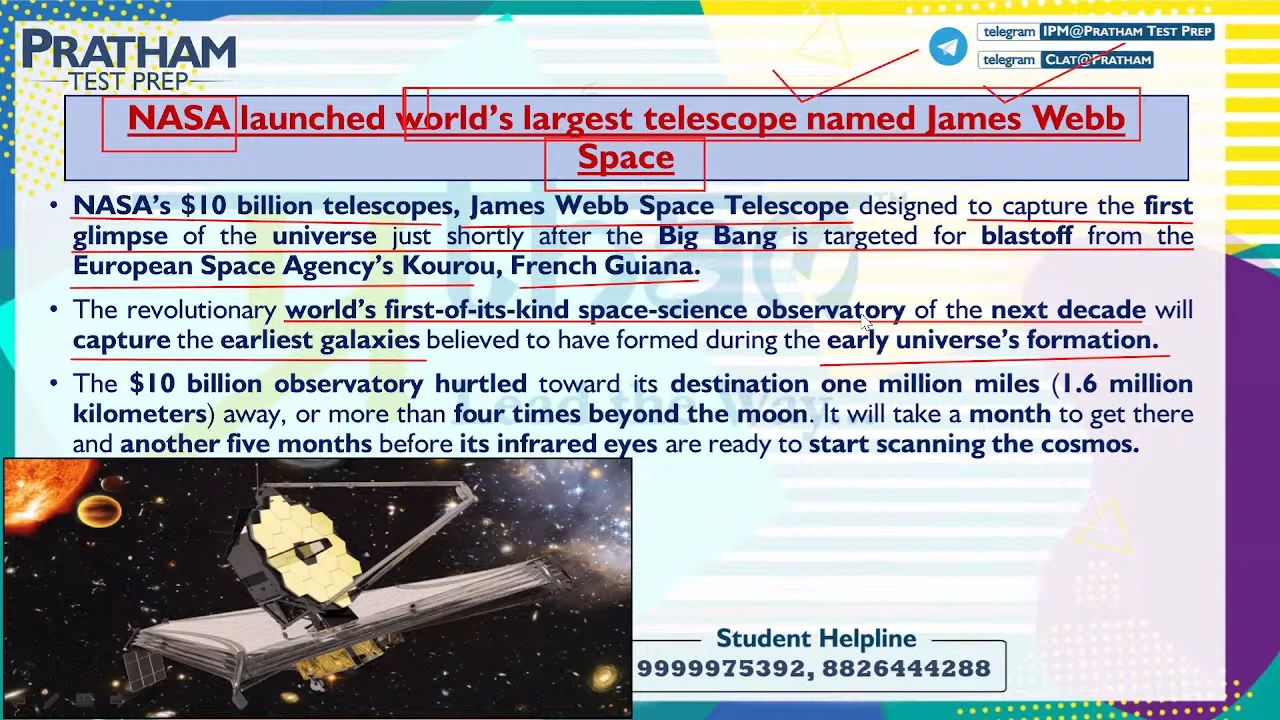 PRATHAM
TEST PREP
telegram IPM@PRATHAM TEST PREP
telegram CLAT@PRATHAM
NASA launched world's largest telescope named James Webb
Space
• NASA's $10 billion telescopes, James Webb Space Telescope designed to capture the first
glimpse of the universe just shortly after the Big Bang is targeted for blastoff from the
European Space Agency's Kourou, French Guiana.
• The revolutionary world's first-of-its-kind space-science observatory of the next decade will
capture the earliest galaxies believed to have formed during the early universe's formation.
• The $10 billion observatory hurtled toward its destination one million miles (1.6 million
kilometers) away, or more than four times beyond the moon. It will take a month to get there
and another five months before its infrared eyes are ready to start scanning the cosmos.
Student Helpline
9999975392, 8826444288